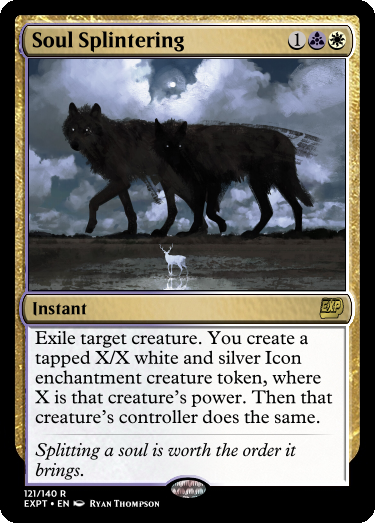 Soul Splintering 1
Instant EXP
Exile target creature. You create a
tapped X/X white and silver Icon
enchantment creature token, where
X is that creature's power. Then that
creature's controller does the same.
Splitting a soul is worth the order it
brings.
121/140 R
EXPT • EN Ryan Thompson